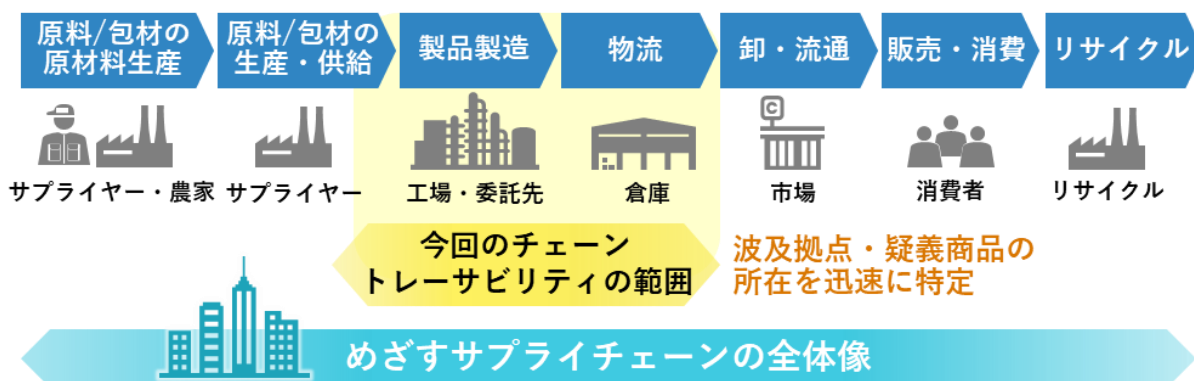 原料/包材の
原材料生産
原料/包材の
生産・供給
製品製造
物流
卸・流通
販売・消費
リサイクル
サプライヤー・農家
サプライヤー
工場・委託先
倉庫
C
市場
消費者
リサイクル
今回のチェーン
トレーサビリティの範囲
波及拠点・疑義商品の
所在を迅速に特定
めざすサプライチェーンの全体像